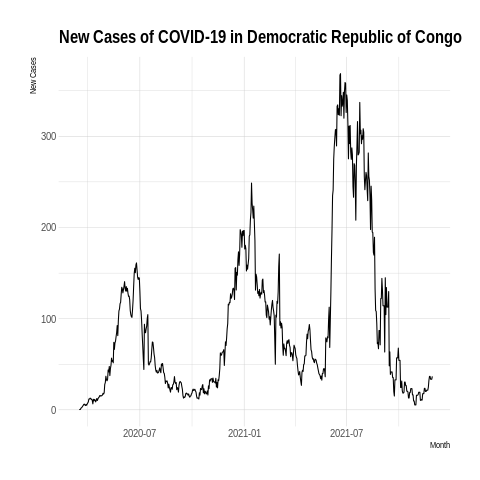 New Cases of COVID-19 in Democratic Republic of Congo
New Cases
300
200
100
0
2020-07
2021-01
2021-07
Month